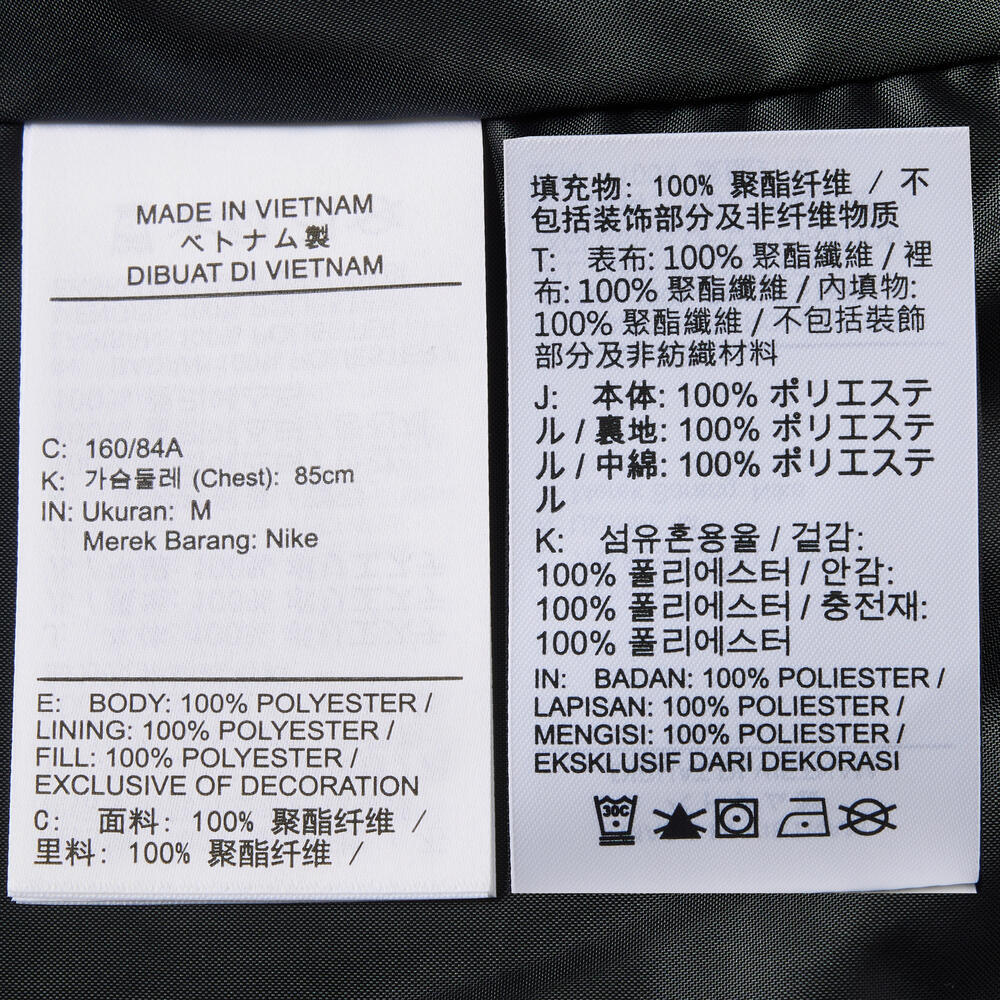 MADE IN VIETNAM
ベトナム製
DIBUAT DI VIETNAM
C: 160/84A
K: 가슴둘레 (Chest): 85cm
IN: Ukuran: M
Merek Barang: Nike
E: BODY: 100% POLYESTER /
LINING: 100% POLYESTER /
FILL: 100% POLYESTER /
EXCLUSIVE OF DECORATION
C: 面料: 100% 聚酯纤维 /
里料: 100% 聚酯纤维 /
填充物: 100% 聚酯纤维 / 不
包括装饰部分及非纤维物质
T: 表布: 100% 聚酯纖維 / 裡
布: 100% 聚酯纖維 / 內填物:
100% 聚酯纖維 / 不包括裝飾
部分及非紡織材料
J: 本体: 100% ポリエステ
ル / 裏地: 100% ポリエステ
ル / 中綿: 100% ポリエステ
ル
K: 섬유혼용율 / 겉감:
100% 폴리에스터 / 안감:
100% 폴리에스터 / 충전재:
100% 폴리에스터
IN: BADAN: 100% POLIESTER /
LAPISAN: 100% POLIESTER /
MENGISI: 100% POLIESTER /
EKSKLUSIF DARI DEKORASI
30C